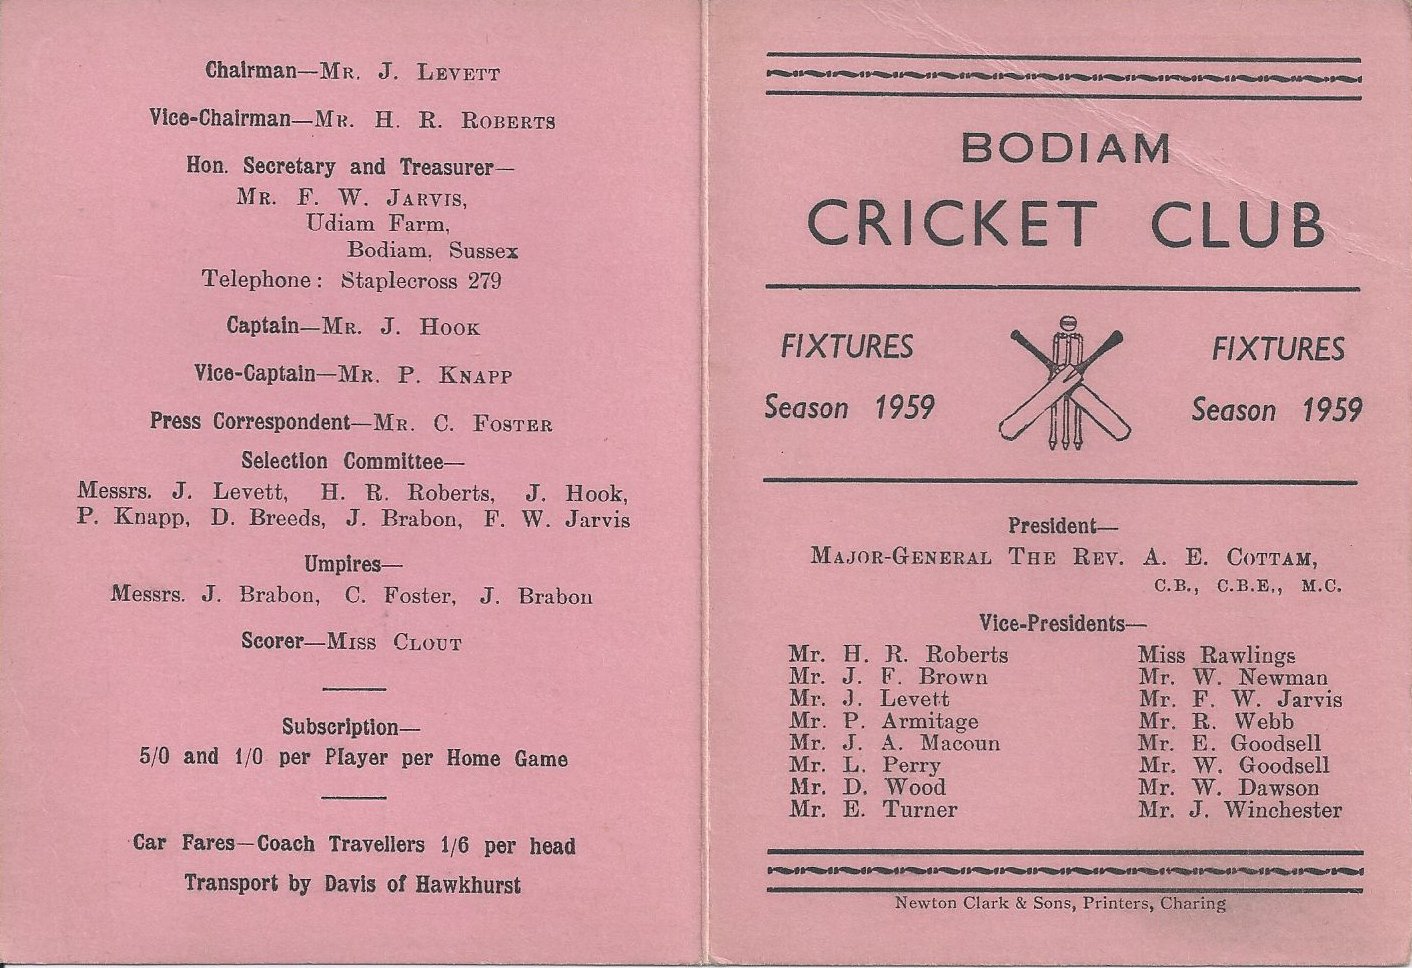 Chairman—Mr. J. Levett
Vice-Chairman—Mr. H. R. Roberts
Hon. Secretary and Treasurer—
Mr. F. W. Jarvis,
Udiam Farm,
Bodiam, Sussex
Telephone: Staplecross 279
Captain—Mr. J. Hook
Vice-Captain—Mr. P. Knapp
Press Correspondent—Mr. C. Foster
Selection Committee—
Messrs. J. Levett, H. R. Roberts, J. Hook,
P. Knapp, D. Breeds, J. Brabon, F. W. Jarvis
Umpires—
Messrs. J. Brabon, C. Foster, J. Brabon
Scorer—Miss Clout
Subscription—
5/0 and 1/0 per Player per Home Game
Car Fares—Coach Travellers 1/6 per head
Transport by Davis of Hawkhurst
BODIAM
CRICKET CLUB
FIXTURES
Season 1959
FIXTURES
Season 1959
President—
Major-General The Rev. A. E. Cottam,
C.B., C.B.E., M.C.
Vice-Presidents—
Mr. H. R. Roberts
Mr. J. F. Brown
Mr. J. Levett
Mr. P. Armitage
Mr. J. A. Macoun
Mr. L. Perry
Mr. D. Wood
Mr. E. Turner
Miss Rawlings
Mr. W. Newman
Mr. F. W. Jarvis
Mr. R. Webb
Mr. E. Goodsell
Mr. W. Goodsell
Mr. W. Dawson
Mr. J. Winchester
Newton Clark & Sons, Printers, Charing